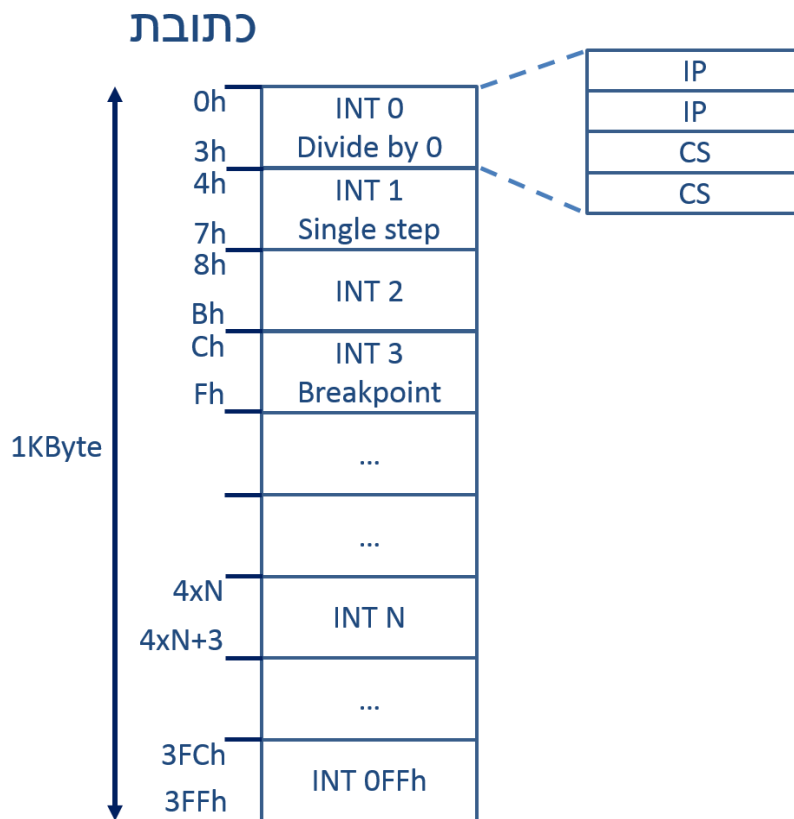 כתובת
0h
INT 0
Divide by 0
3h
4h
INT 1
Single step
7h
8h
INT 2
Bh
Ch
INT 3
Breakpoint
Fh
1KByte
...
...
4xN
INT N
4xN+3
...
3FCh
INT 0FFh
3FFh
IP
IP
CS
CS